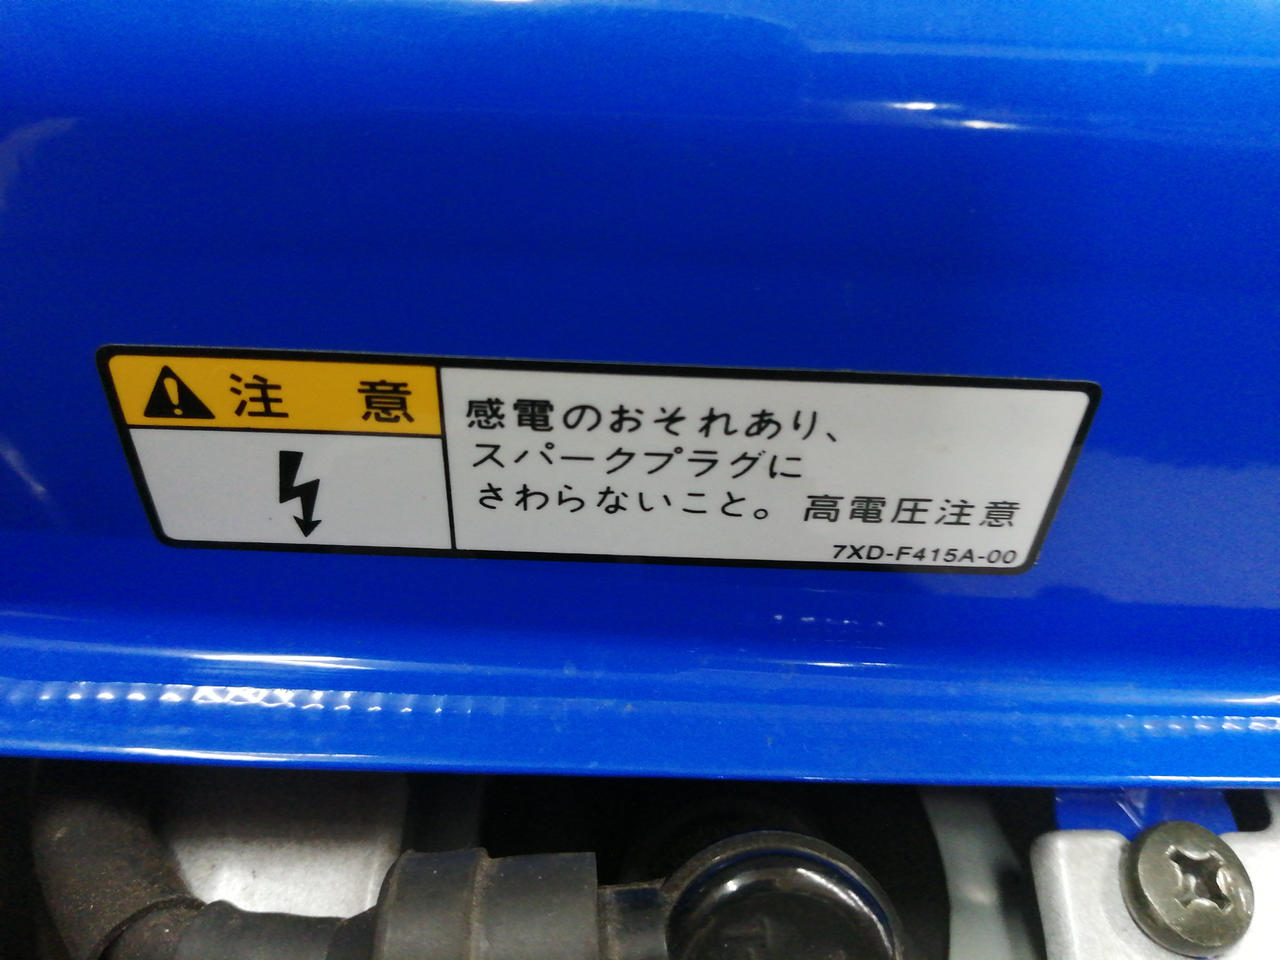 注 意
感電のおそれあり、
スパークプラグに
さわらないこと。 高電圧注意
7XD-F415A-00